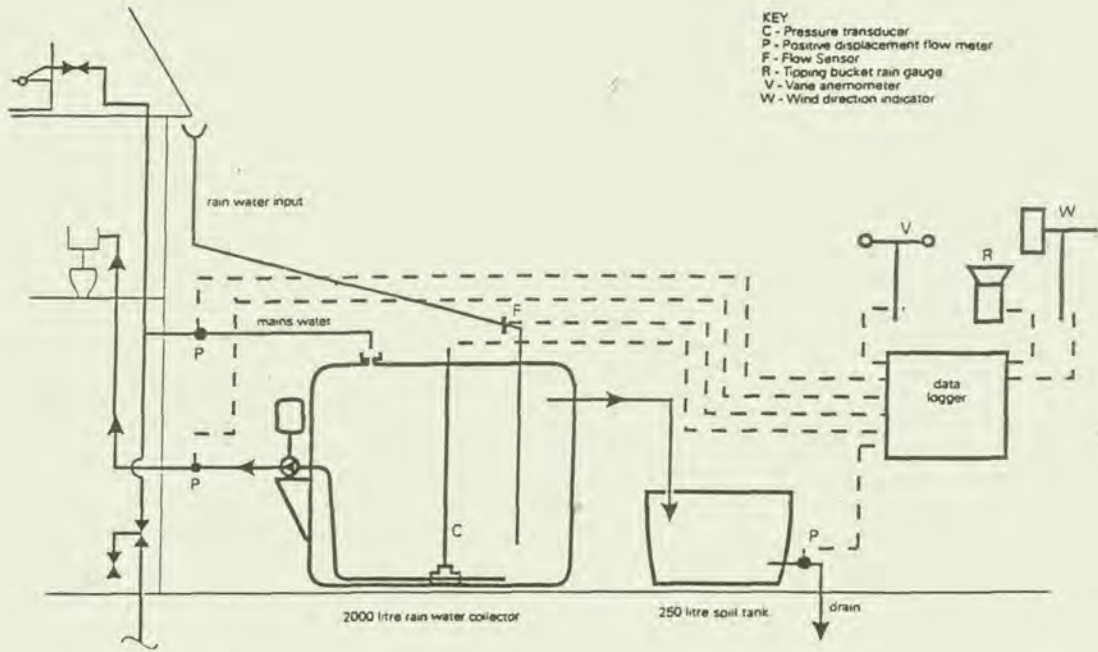 KEY
C - Pressure transducer
P - Positive displacement flow meter
F - Flow Sensor
R - Tipping bucket rain gauge
V - Vane anemometer
W - Wind direction indicator
rain water input
V
W
R
F
mains water
P
data
logger
P
C
P
2000 litre rain water collector
250 litre spill tank
drain